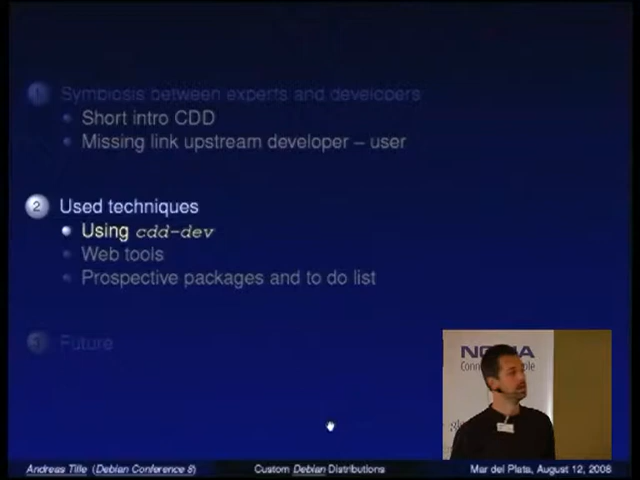 1 Symbiosis between experts and developers
Short intro CDD
Missing link upstream developer – user
2 Used techniques
Using cdd-dev
Web tools
Prospective packages and to do list
3 Future
Andreas Tille (Debian Conference 8) Custom Debian Distributions Mar del Plata, August 12, 2008